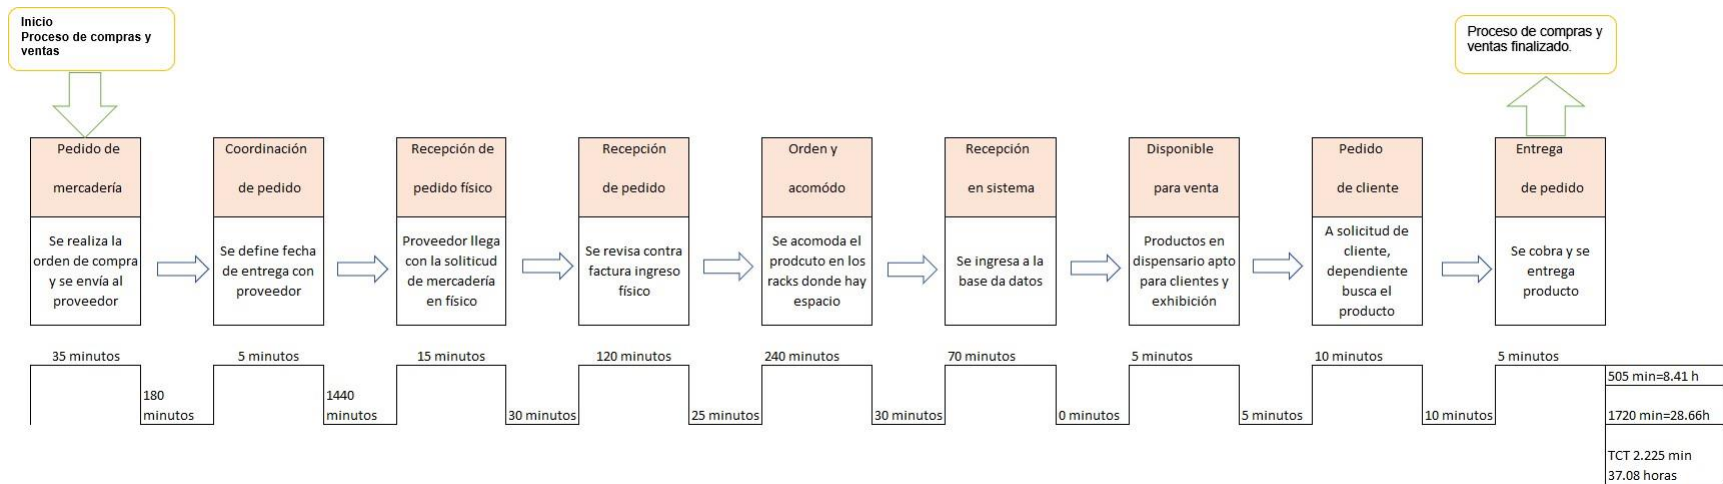 Inicio
Proceso de compras y
ventas
Proceso de compras y
ventas finalizado.
Pedido de
mercadería
Se realiza la
orden de compra
y se envía al
proveedor
Coordinación
de pedido
Se define fecha
de entrega con
proveedor
Recepción de
pedido físico
Proveedor llega
con la soliticud
de mercadería
en físico
Recepción
de pedido
Se revisa contra
factura ingreso
físico
Orden y
acomódo
Se acomoda el
prodcuto en los
racks donde hay
espacio
Recepción
en sistema
Se ingresa a la
base da datos
Disponible
para venta
Productos en
dispensario apto
para clientes y
exhibición
Pedido
de cliente
A solicitud de
cliente,
dependiente
busca el
producto
Entrega
de pedido
Se cobra y se
entrega
producto
35 minutos
180
minutos
5 minutos
1440
minutos
15 minutos
30 minutos
120 minutos
25 minutos
240 minutos
30 minutos
70 minutos
0 minutos
5 minutos
5 minutos
10 minutos
10 minutos
5 minutos
505 min=8.41 h
1720 min=28.66h
TCT 2.225 min
37.08 horas